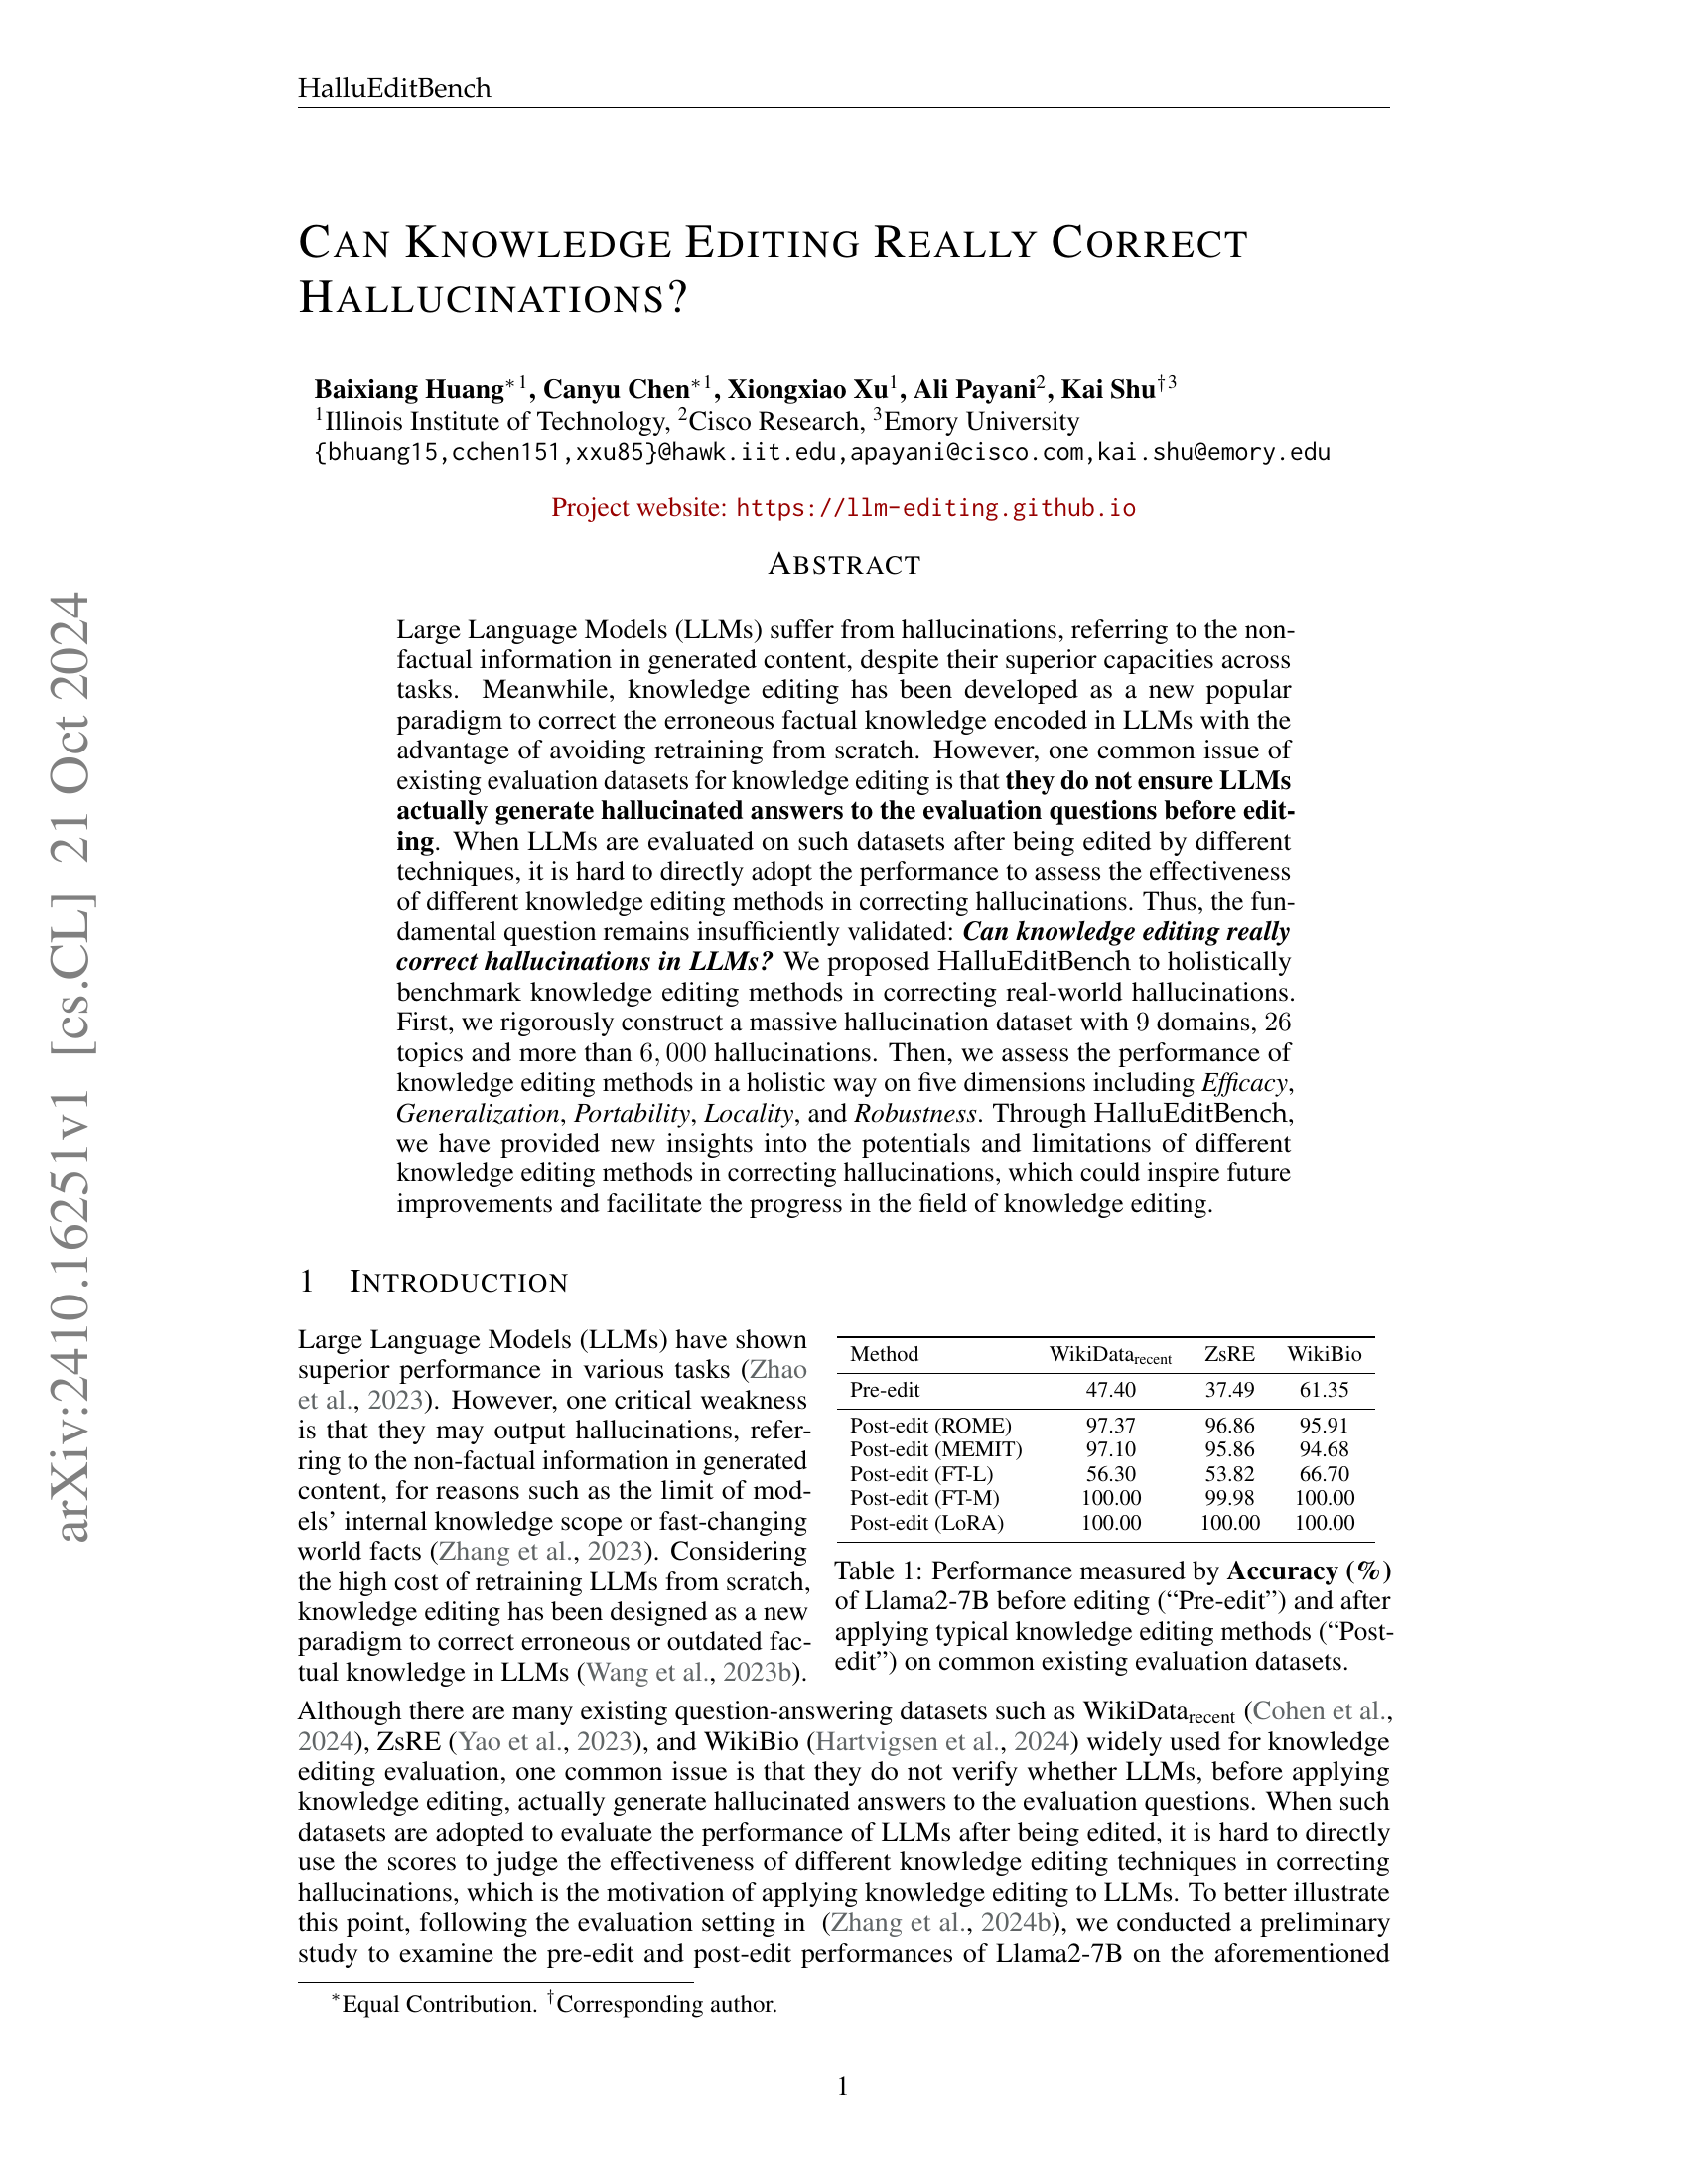 HalluEditBench
CAN KNOWLEDGE EDITING REALLY CORRECT
HALLUCINATIONS?
Baixiang Huang∗1, Canyu Chen∗1, Xiongxiao Xu1, Ali Payani2, Kai Shu†3
1Illinois Institute of Technology, 2Cisco Research, 3Emory University
{bhuang15,cchen151,xxu85}@hawk.iit.edu,apayani@cisco.com,kai.shu@emory.edu
Project website: https://llm-editing.github.io
ABSTRACT
Large Language Models (LLMs) suffer from hallucinations, referring to the non-
factual information in generated content, despite their superior capacities across
tasks. Meanwhile, knowledge editing has been developed as a new popular
paradigm to correct the erroneous factual knowledge encoded in LLMs with the
advantage of avoiding retraining from scratch. However, one common issue of
existing evaluation datasets for knowledge editing is that they do not ensure LLMs
actually generate hallucinated answers to the evaluation questions before edit-
ing. When LLMs are evaluated on such datasets after being edited by different
techniques, it is hard to directly adopt the performance to assess the effectiveness
of different knowledge editing methods in correcting hallucinations. Thus, the fun-
damental question remains insufficiently validated: Can knowledge editing really
correct hallucinations in LLMs? We proposed HalluEditBench to holistically
benchmark knowledge editing methods in correcting real-world hallucinations.
First, we rigorously construct a massive hallucination dataset with 9 domains, 26
topics and more than 6, 000 hallucinations. Then, we assess the performance of
knowledge editing methods in a holistic way on five dimensions including Efficacy,
Generalization, Portability, Locality, and Robustness. Through HalluEditBench,
we have provided new insights into the potentials and limitations of different
knowledge editing methods in correcting hallucinations, which could inspire future
improvements and facilitate the progress in the field of knowledge editing.
1 INTRODUCTION
Large Language Models (LLMs) have shown
superior performance in various tasks (Zhao
et al., 2023). However, one critical weakness
is that they may output hallucinations, refer-
ring to the non-factual information in generated
content, for reasons such as the limit of mod-
els' internal knowledge scope or fast-changing
world facts (Zhang et al., 2023). Considering
the high cost of retraining LLMs from scratch,
knowledge editing has been designed as a new
paradigm to correct erroneous or outdated fac-
tual knowledge in LLMs (Wang et al., 2023b).
Method WikiDatarecent ZsRE WikiBio
Pre-edit 47.40 37.49 61.35
Post-edit (ROME) 97.37 96.86 95.91
Post-edit (MEMIT) 97.10 95.86 94.68
Post-edit (FT-L) 56.30 53.82 66.70
Post-edit (FT-M) 100.00 99.98 100.00
Post-edit (LoRA) 100.00 100.00 100.00
Table 1: Performance measured by Accuracy (%)
of Llama2-7B before editing (“Pre-edit”) and after
applying typical knowledge editing methods (“Post-
edit”) on common existing evaluation datasets.
Although there are many existing question-answering datasets such as WikiDatarecent (Cohen et al.,
2024), ZsRE (Yao et al., 2023), and WikiBio (Hartvigsen et al., 2024) widely used for knowledge
editing evaluation, one common issue is that they do not verify whether LLMs, before applying
knowledge editing, actually generate hallucinated answers to the evaluation questions. When such
datasets are adopted to evaluate the performance of LLMs after being edited, it is hard to directly
use the scores to judge the effectiveness of different knowledge editing techniques in correcting
hallucinations, which is the motivation of applying knowledge editing to LLMs. To better illustrate
this point, following the evaluation setting in (Zhang et al., 2024b), we conducted a preliminary
study to examine the pre-edit and post-edit performances of Llama2-7B on the aforementioned
∗Equal Contribution. †Corresponding author.
1
arXiv:2410.16251v1 [cs.CL] 21 Oct 2024